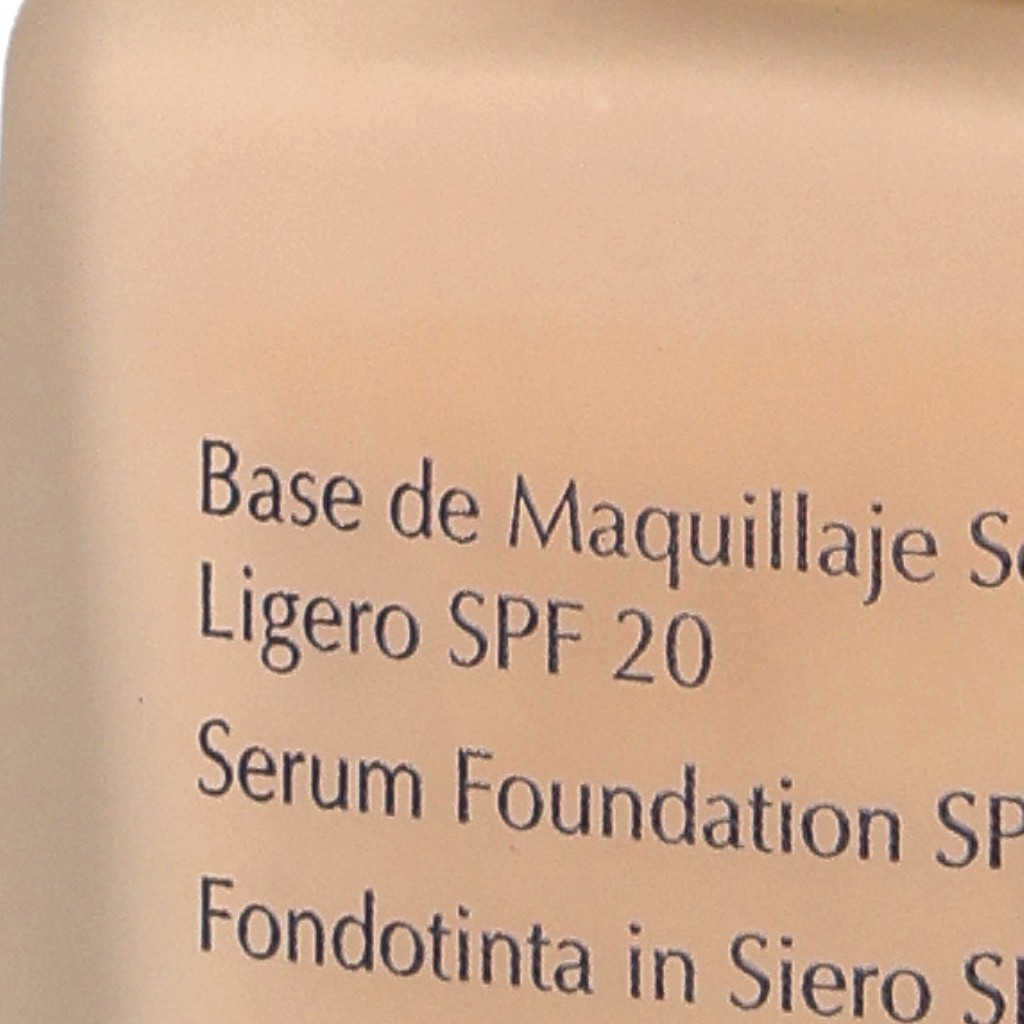 Base de Maquillaje
Ligero SPF 20
Serum Foundation
Fondotinta in Siero